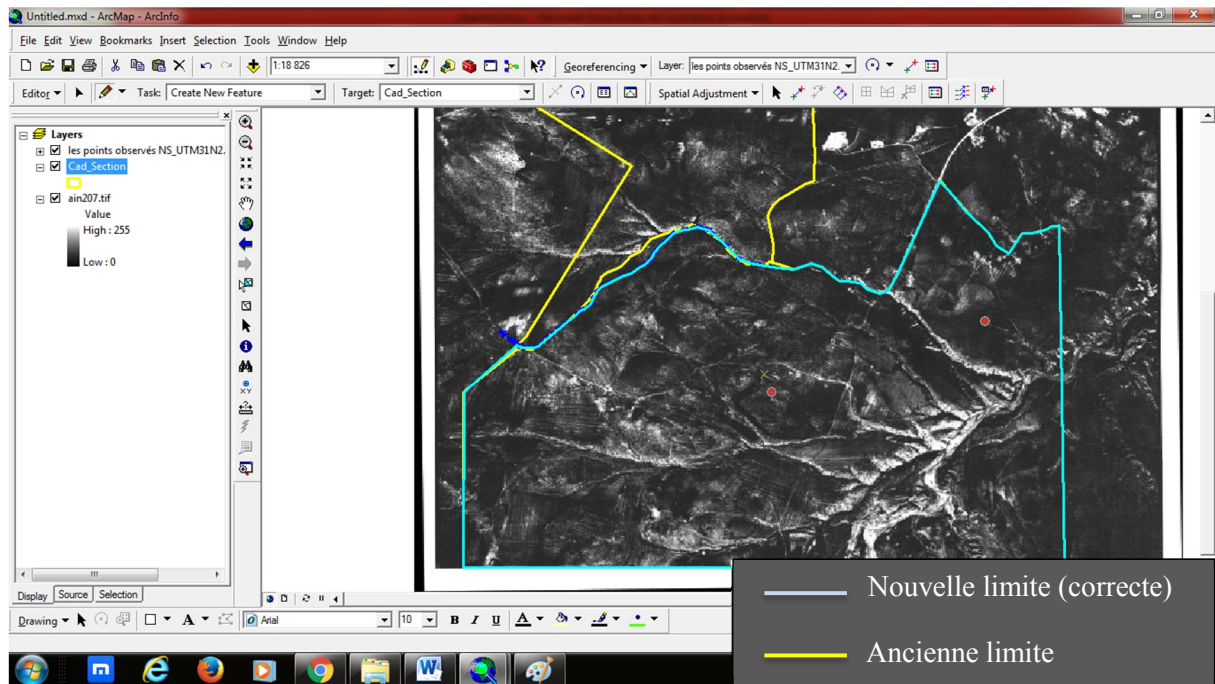 Untitled.mxd - ArcMap - ArcInfo
File Edit View Bookmarks Insert Selection Tools Window Help
1:18 826
Georeferencing
Layer: les points observés NS_UTM31N2.
Editor
Task: Create New Feature
Target: Cad_Section
Spatial Adjustment
Layers
les points observés NS_UTM31N2.
Cad_Section
ain207.tif
Value
High : 255
Low : 0
XY
Display Source Selection
Drawing
A
Arial
10
B I U A
Nouvelle limite (correcte)
Ancienne limite